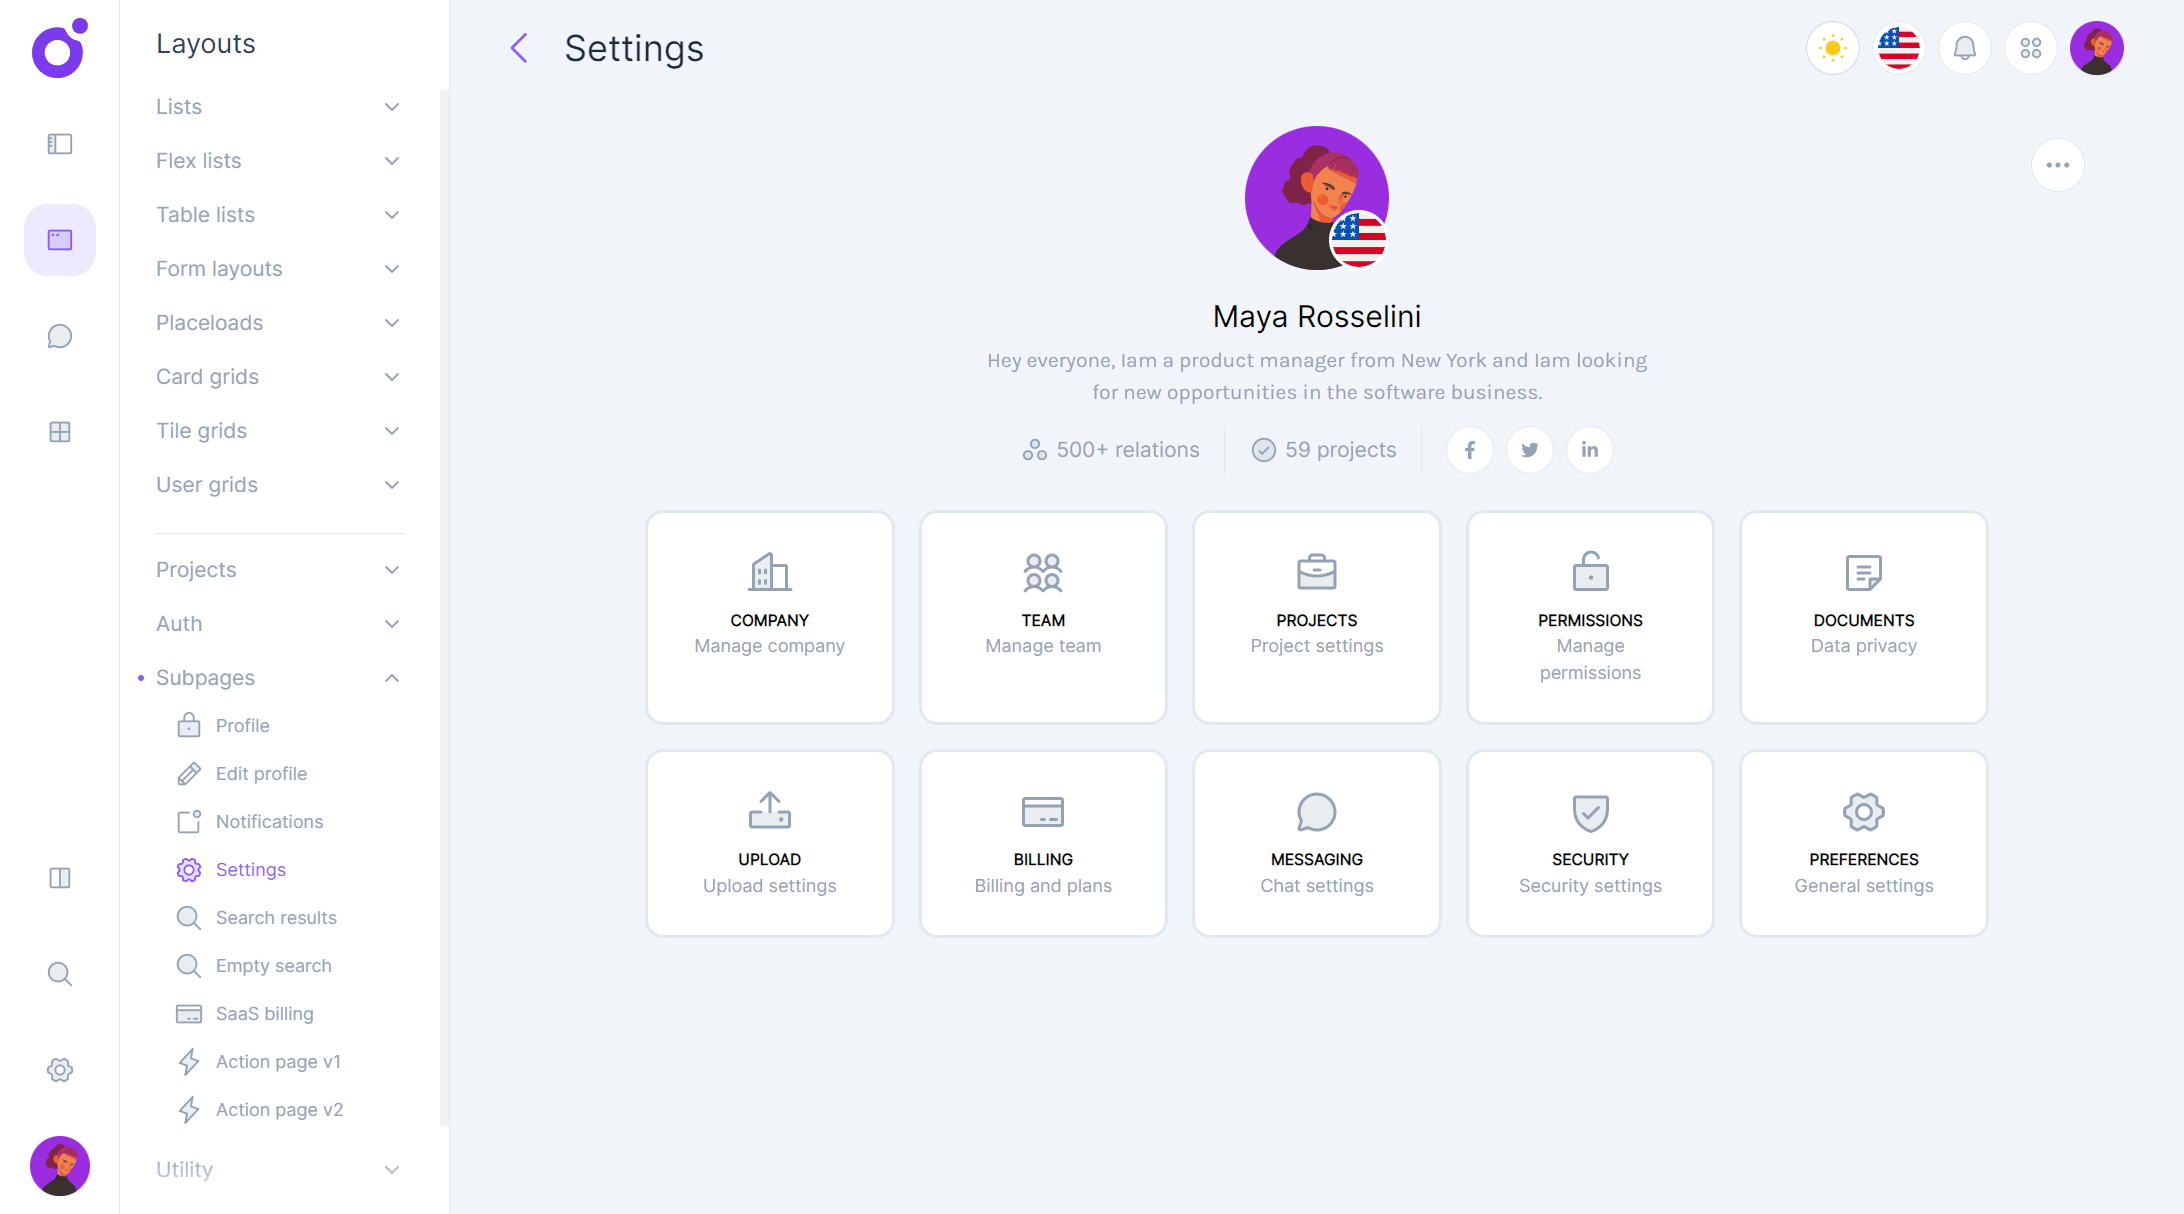 Layouts
Lists
Flex lists
Table lists
Form layouts
Placeloads
Card grids
Tile grids
User grids
Projects
Auth
Subpages
Profile
Edit profile
Notifications
Settings
Search results
Empty search
SaaS billing
Action page v1
Action page v2
Utility
Settings
Maya Rosselini
Hey everyone, Iam a product manager from New York and Iam looking
for new opportunities in the software business.
500+ relations
59 projects
COMPANY
Manage company
TEAM
Manage team
PROJECTS
Project settings
PERMISSIONS
Manage
permissions
DOCUMENTS
Data privacy
UPLOAD
Upload settings
BILLING
Billing and plans
MESSAGING
Chat settings
SECURITY
Security settings
PREFERENCES
General settings